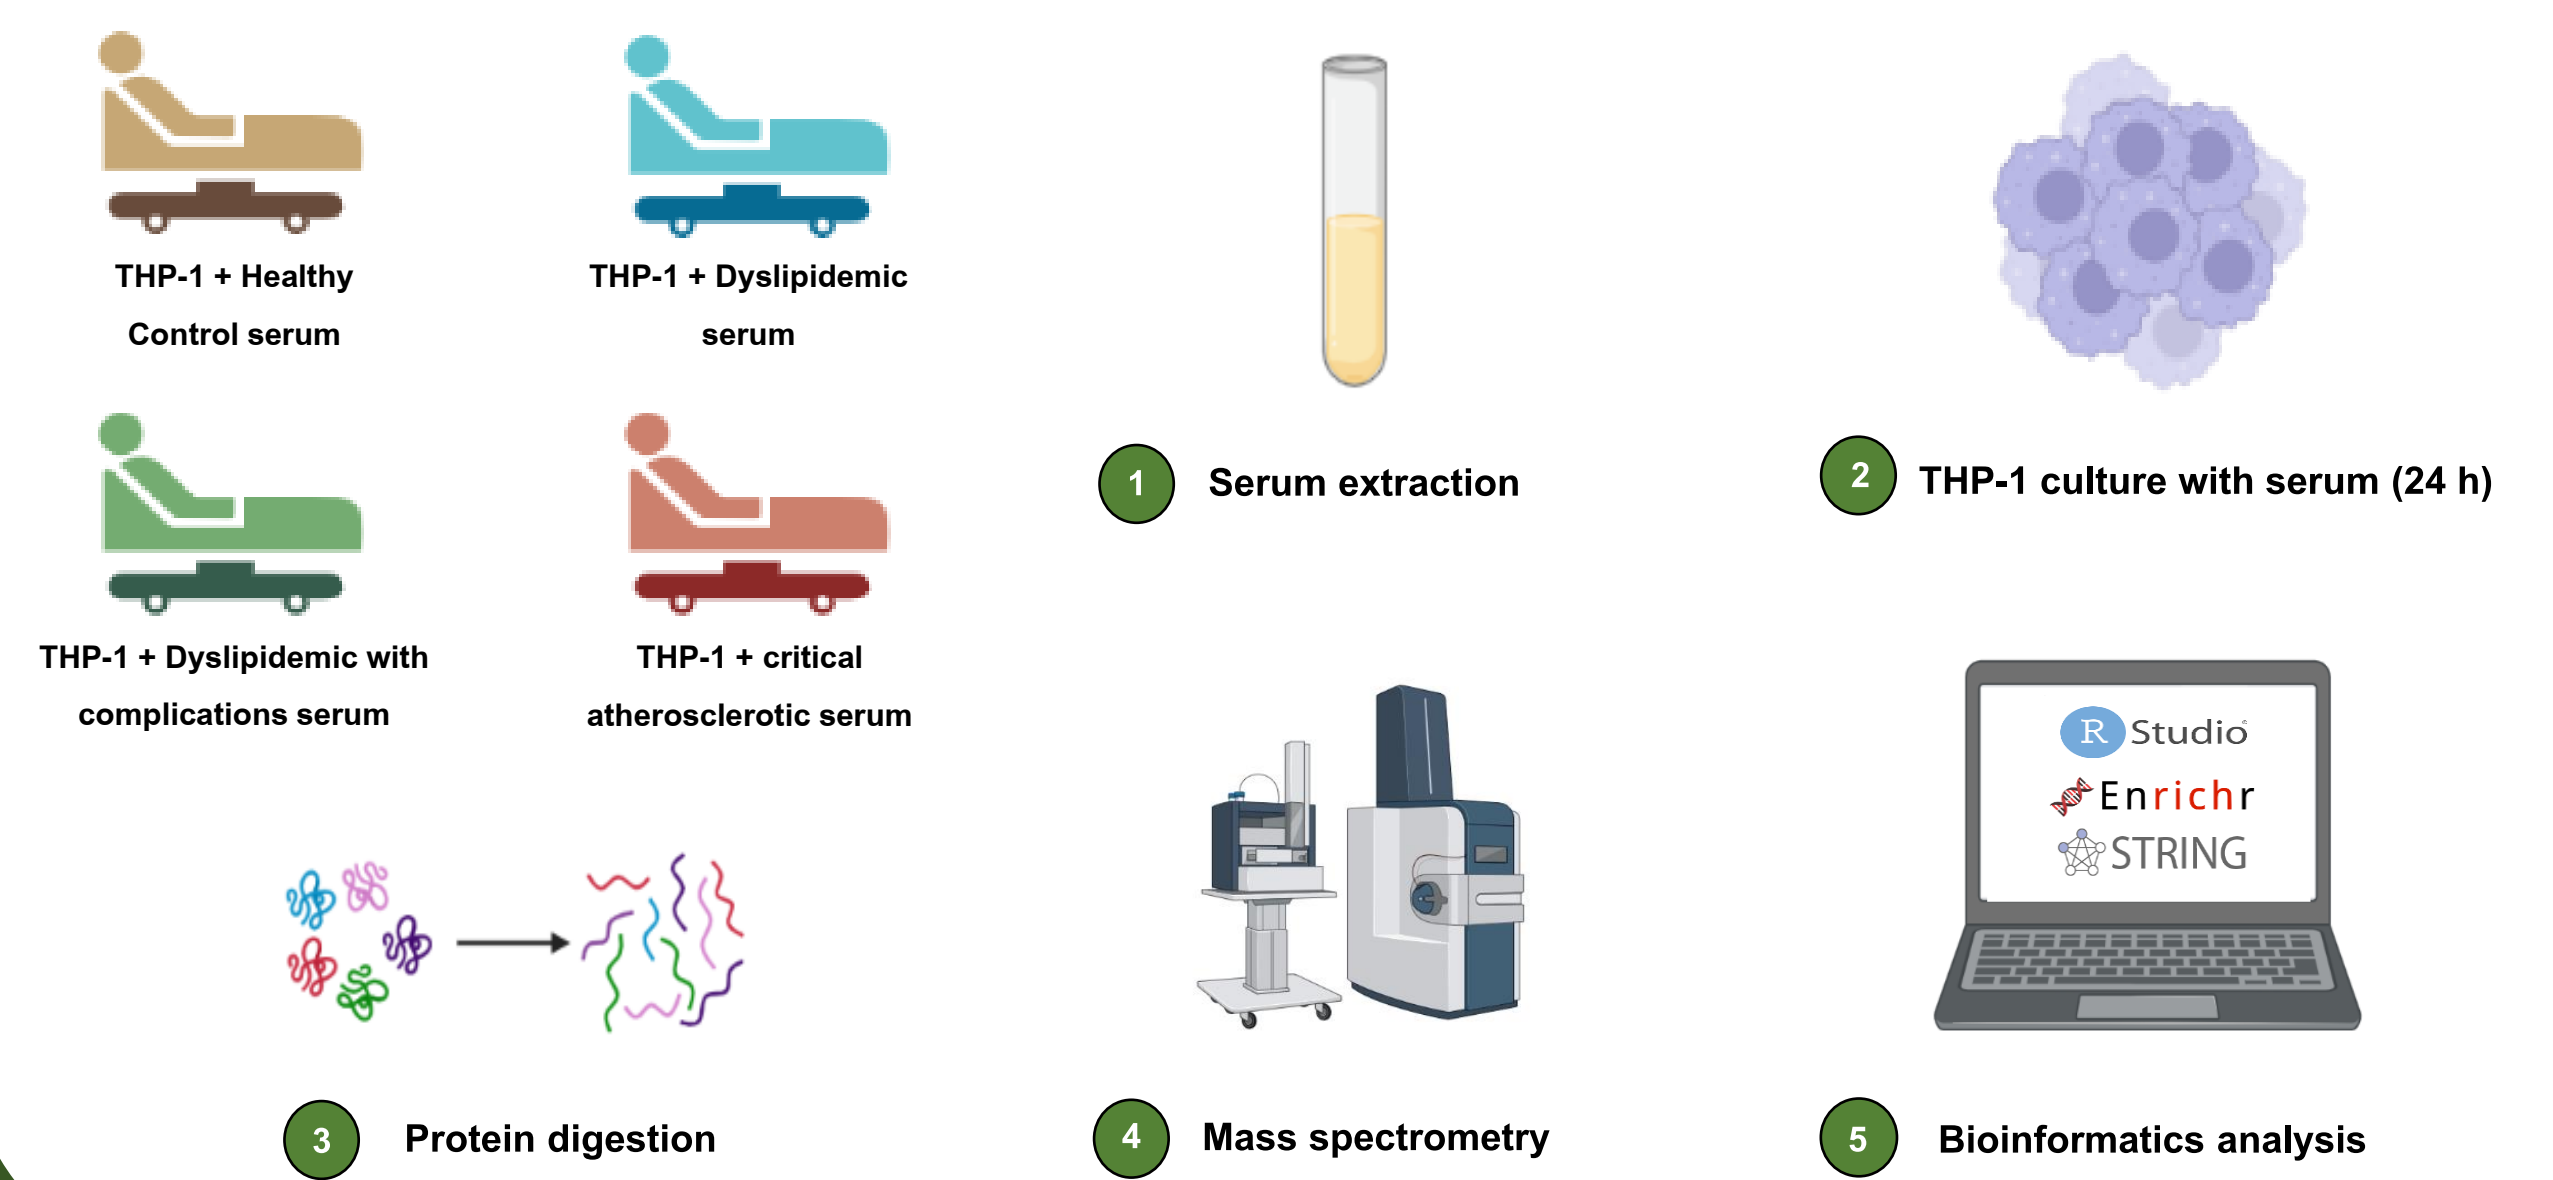 THP-1 + Healthy
Control serum
THP-1 + Dyslipidemic
serum
THP-1 + Dyslipidemic with
complications serum
THP-1 + critical
atherosclerotic serum
1 Serum extraction
2 THP-1 culture with serum (24 h)
3 Protein digestion
4 Mass spectrometry
R Studio
Enrichr
STRING
5 Bioinformatics analysis